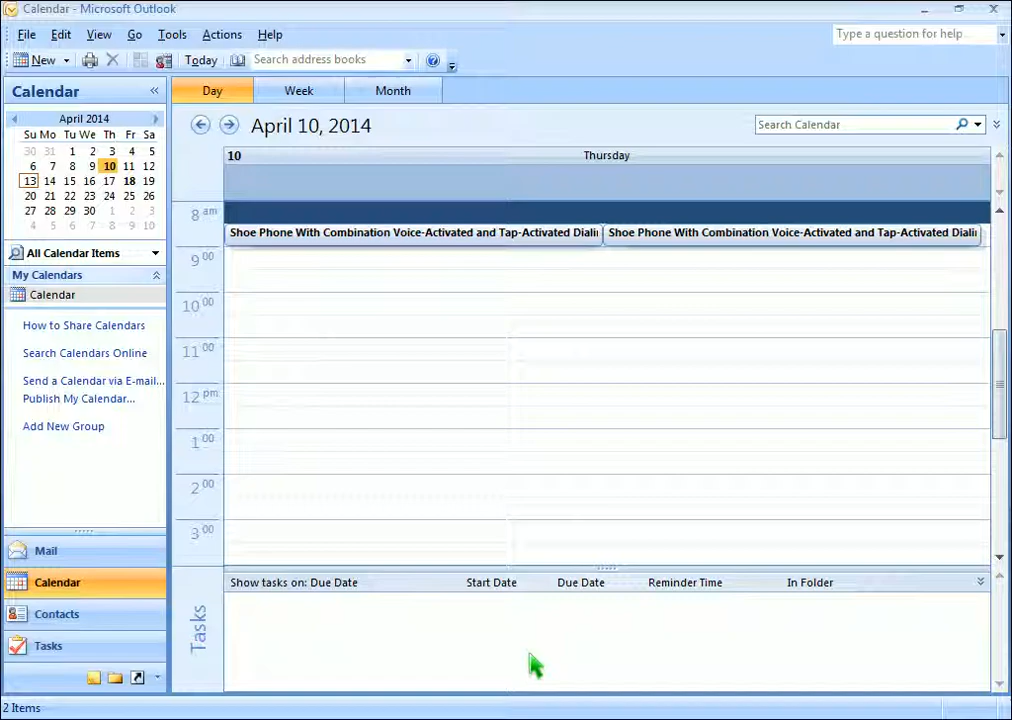 Calendar - Microsoft Outlook
File Edit View Go Tools Actions Help
Type a question for help
New Today Search address books
Calendar «
Day Week Month
April 2014
Su Mo Tu We Th Fr Sa
30 31 1 2 3 4 5
6 7 8 9 10 11 12
13 14 15 16 17 18 19
20 21 22 23 24 25 26
27 28 29 30 1 2 3
4 5 6 7 8 9 10
All Calendar Items
My Calendars
Calendar
How to Share Calendars
Search Calendars Online
Send a Calendar via E-mail...
Publish My Calendar...
Add New Group
Mail
Calendar
Contacts
Tasks
April 10, 2014
Search Calendar
10 Thursday
8 am
Shoe Phone With Combination Voice-Activated and Tap-Activated Diali Shoe Phone With Combination Voice-Activated and Tap-Activated Diali
9 00
10 00
11 00
12 pm
1 00
2 00
3 00
Tasks
Show tasks on: Due Date Start Date Due Date Reminder Time In Folder
2 Items